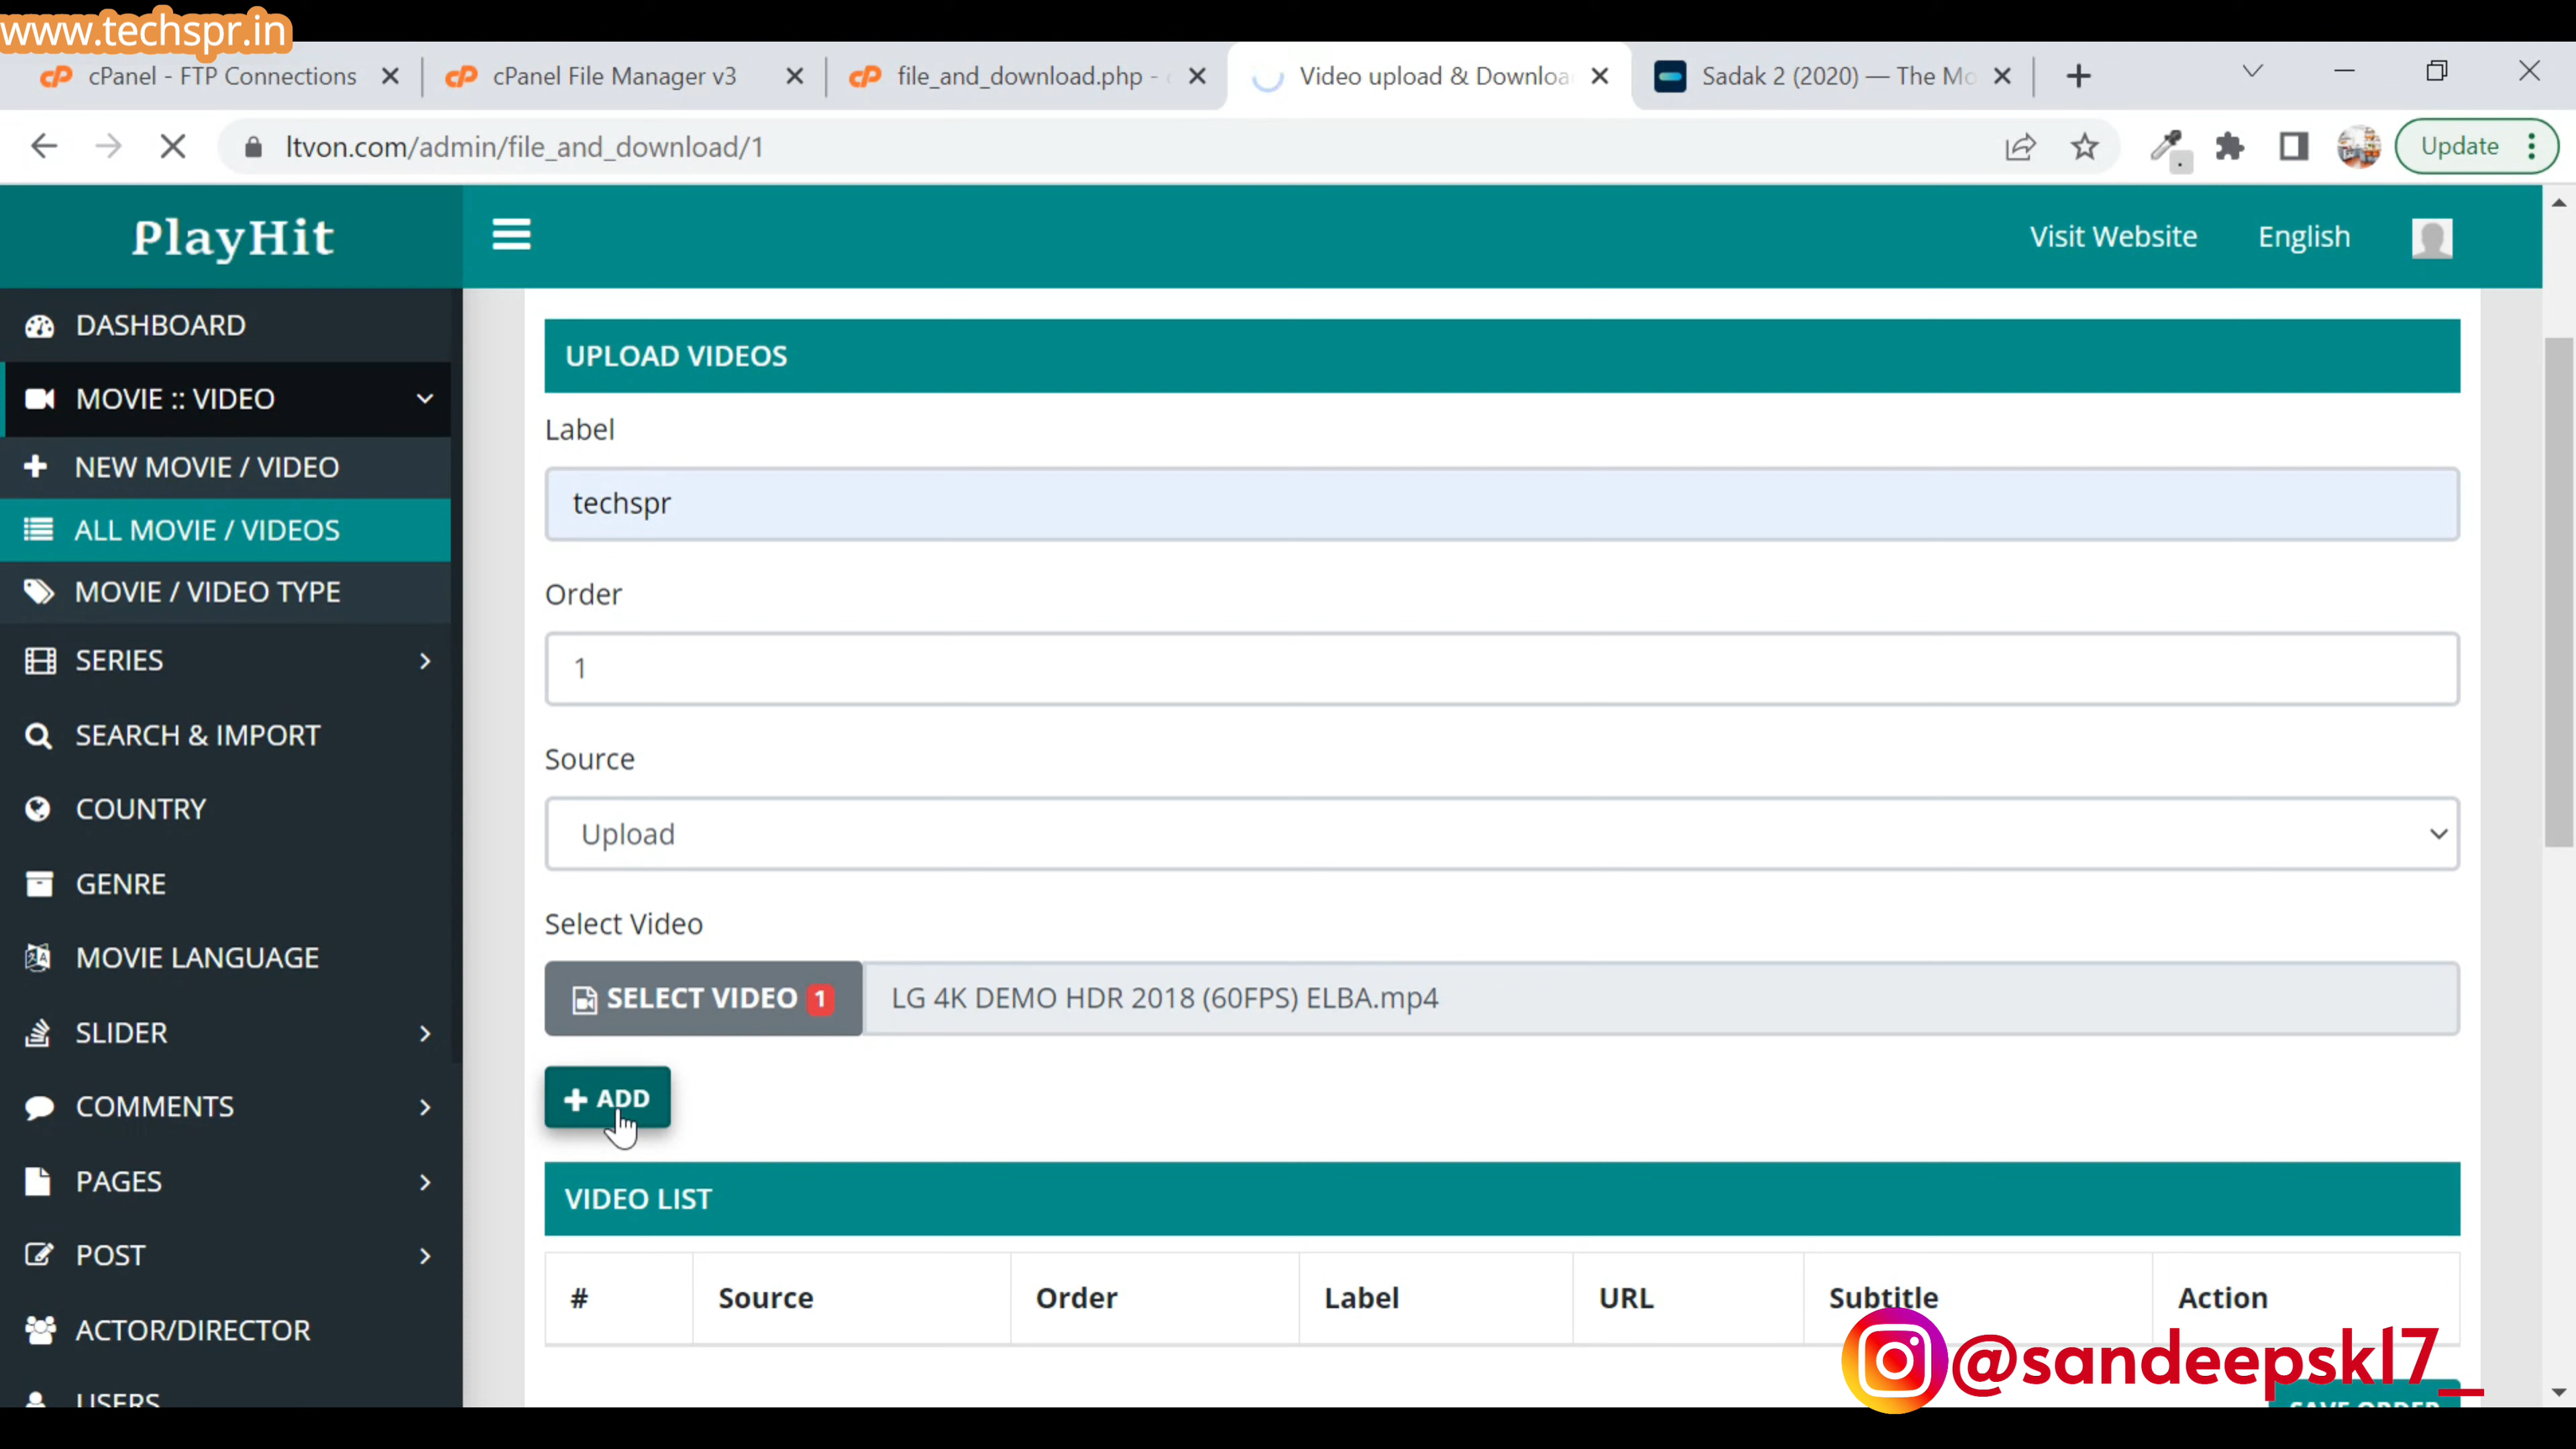 www.techspr.in
cPanel - FTP Connections
cPanel File Manager v3
file_and_download.php -
Video upload & Downloa
Sadak 2 (2020) — The Mo
ltvon.com/admin/file_and_download/1
Update
PlayHit
Visit Website
English
DASHBOARD
MOVIE :: VIDEO
NEW MOVIE / VIDEO
ALL MOVIE / VIDEOS
MOVIE / VIDEO TYPE
SERIES
SEARCH & IMPORT
COUNTRY
GENRE
MOVIE LANGUAGE
SLIDER
COMMENTS
PAGES
POST
ACTOR/DIRECTOR
USERS
UPLOAD VIDEOS
Label
techspr
Order
1
Source
Upload
Select Video
SELECT VIDEO 1
LG 4K DEMO HDR 2018 (60FPS) ELBA.mp4
ADD
VIDEO LIST
# Source Order Label URL Subtitle Action
@sandeepsk17_
SAVE ORDER